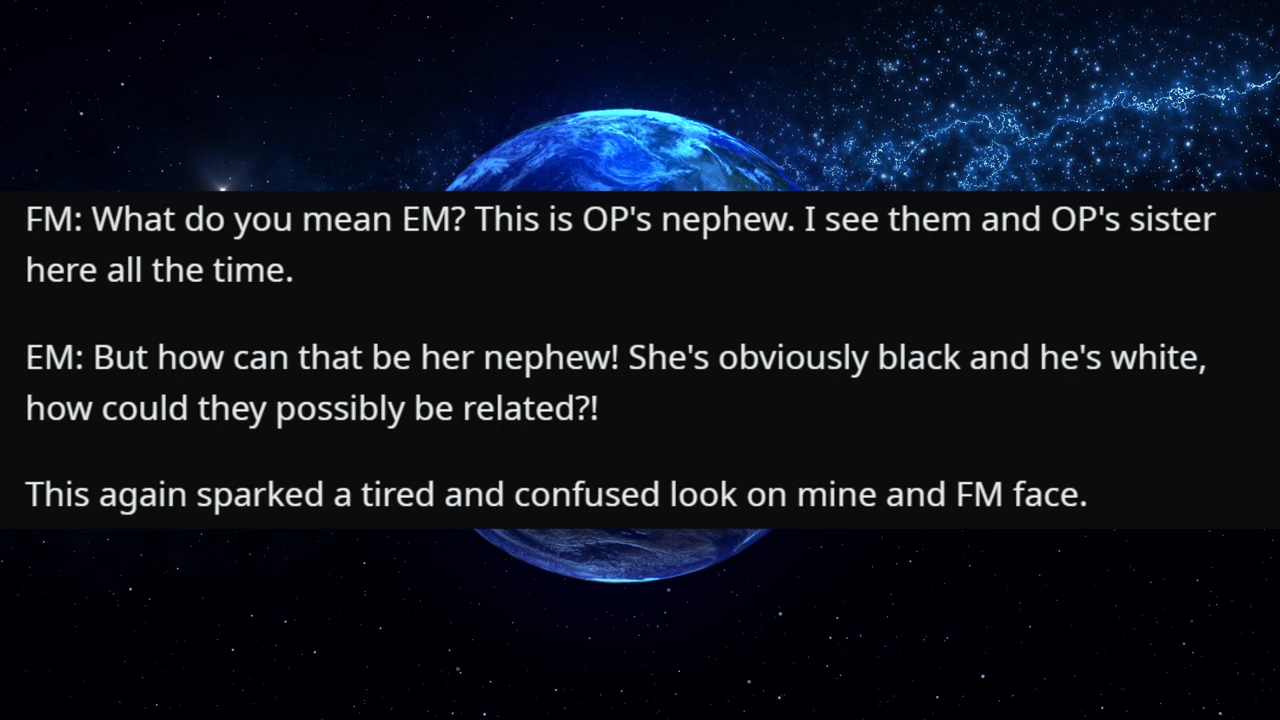 FM: What do you mean EM? This is OP's nephew. I see them and OP's sister
here all the time.
EM: But how can that be her nephew! She's obviously black and he's white,
how could they possibly be related?!
This again sparked a tired and confused look on mine and FM face.